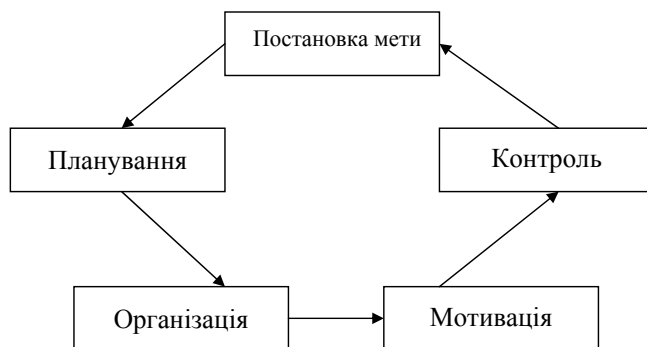 Постановка мети
Планування
Контроль
Організація
Мотивація